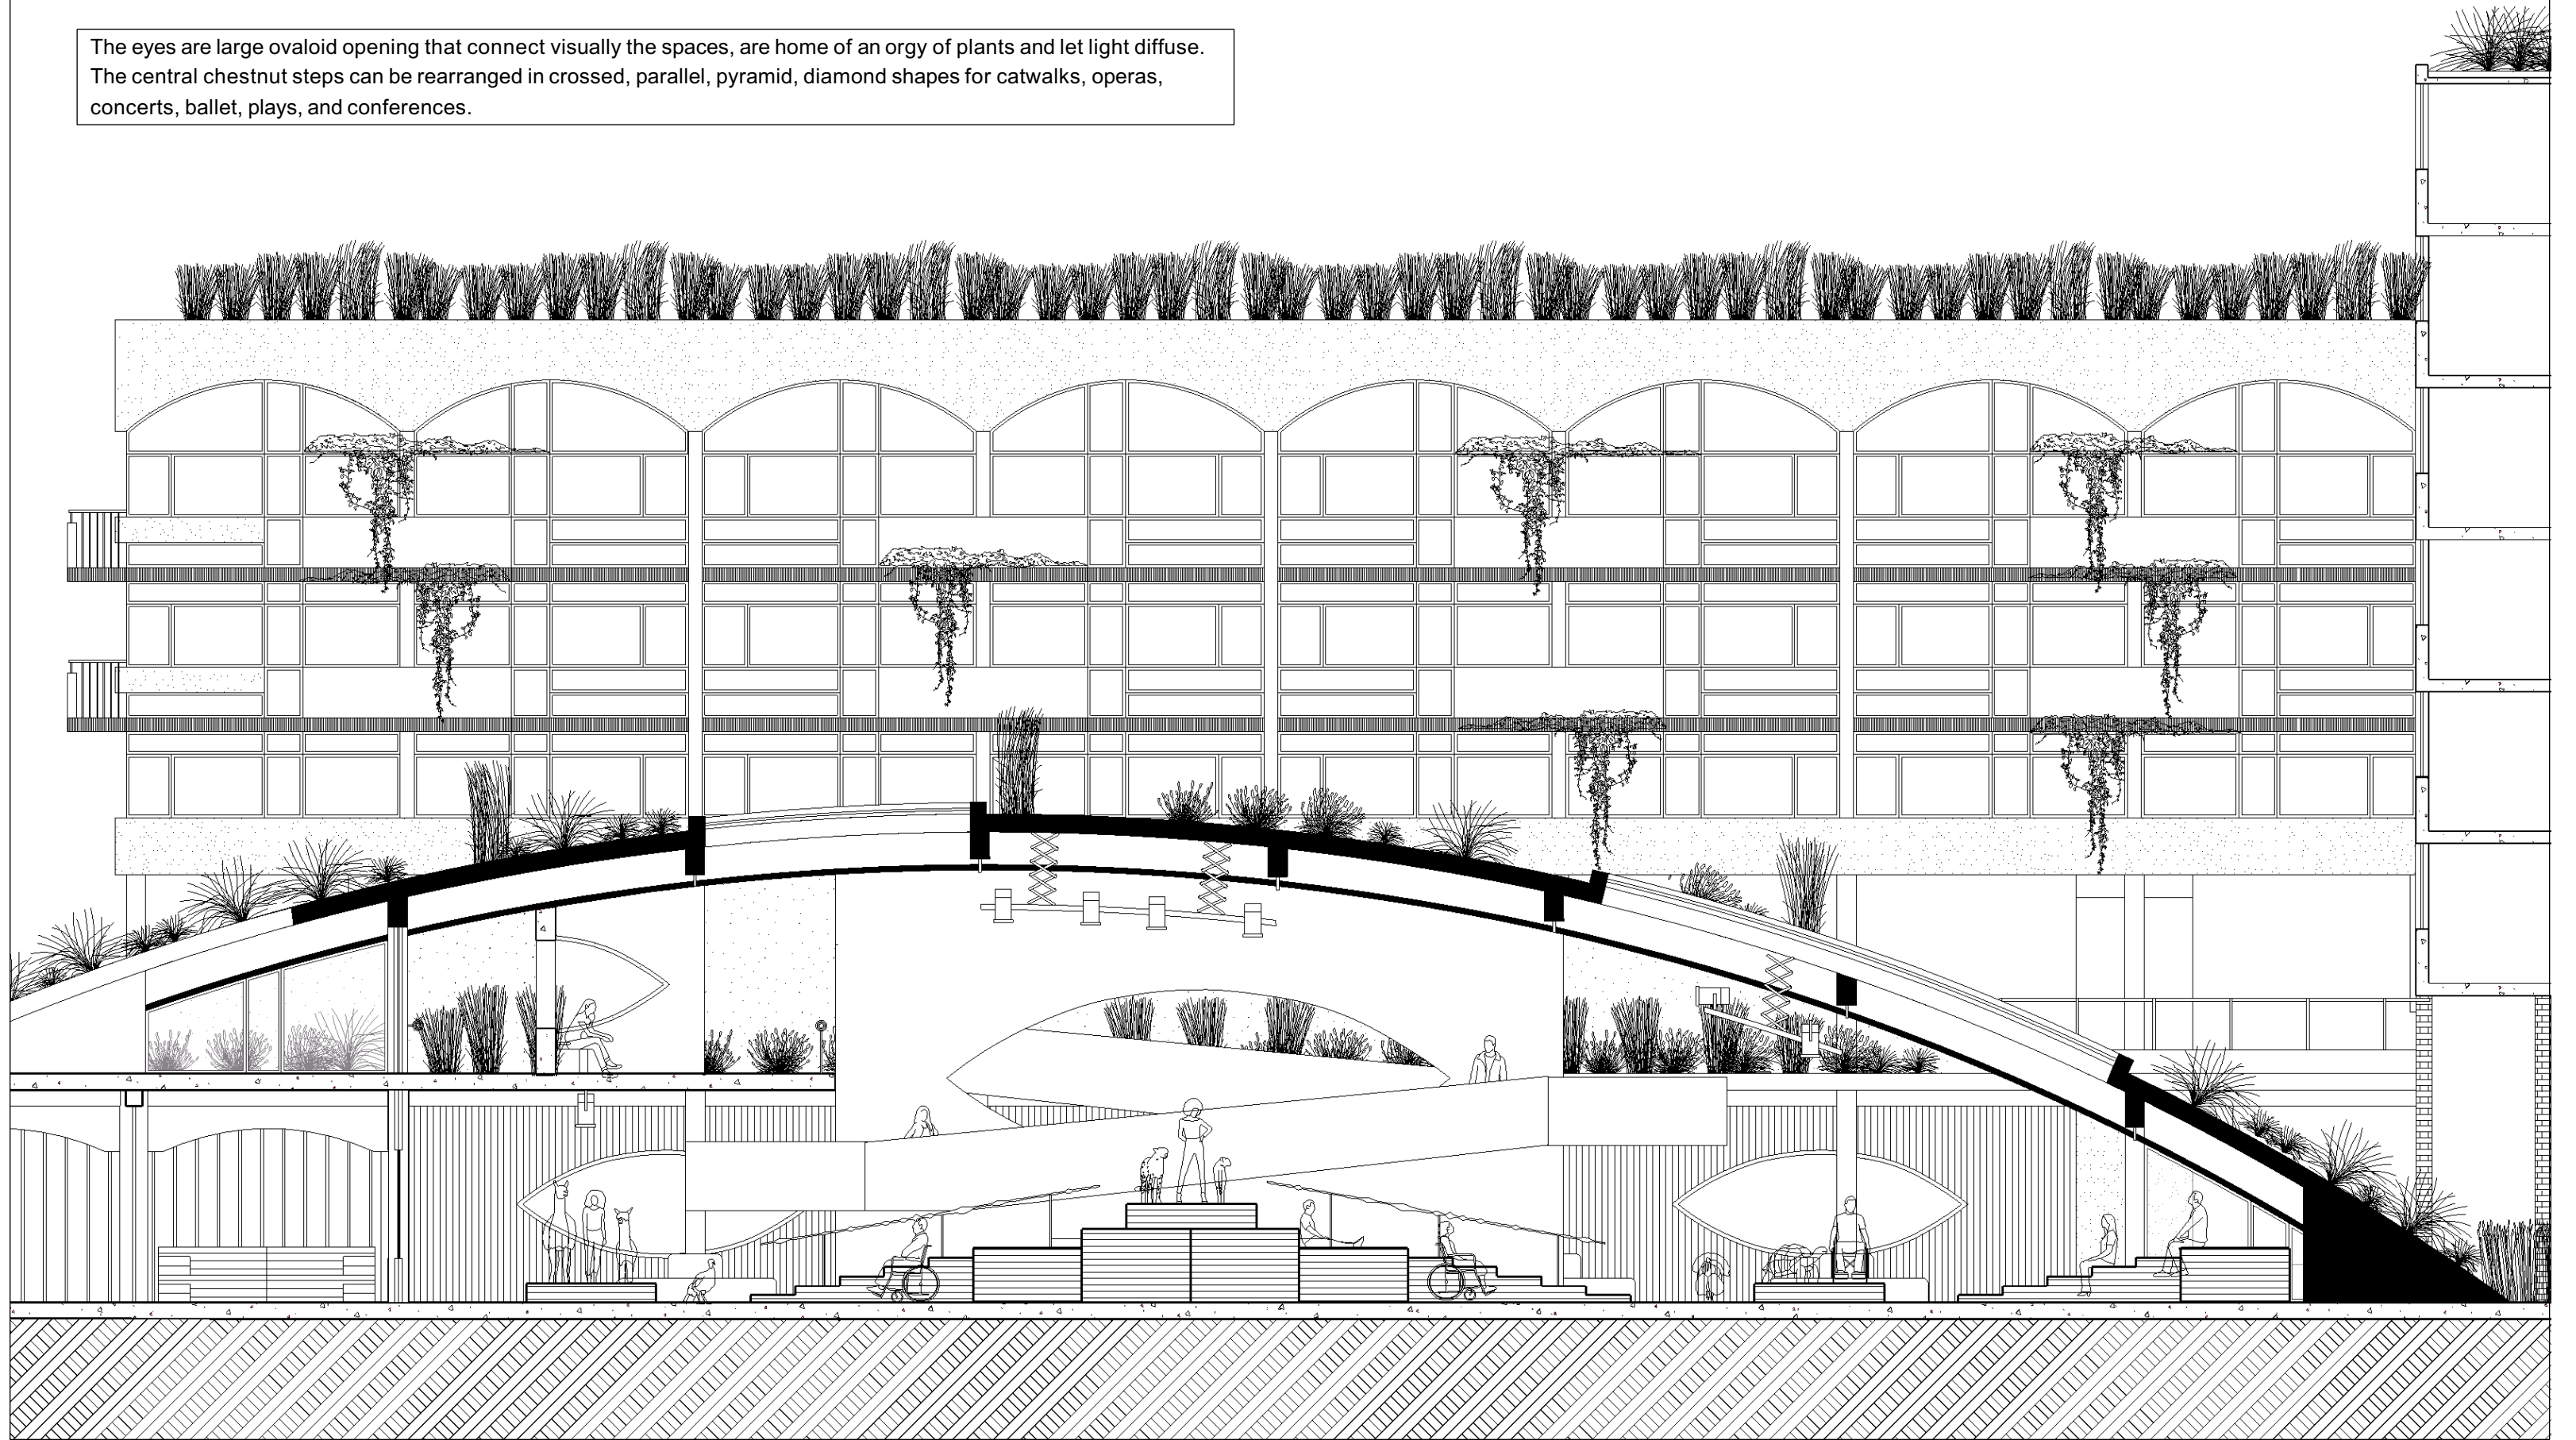 The eyes are large ovaloid opening that connect visually the spaces, are home of an orgy of plants and let light diffuse.
The central chestnut steps can be rearranged in crossed, parallel, pyramid, diamond shapes for catwalks, operas,
concerts, ballet, plays, and conferences.